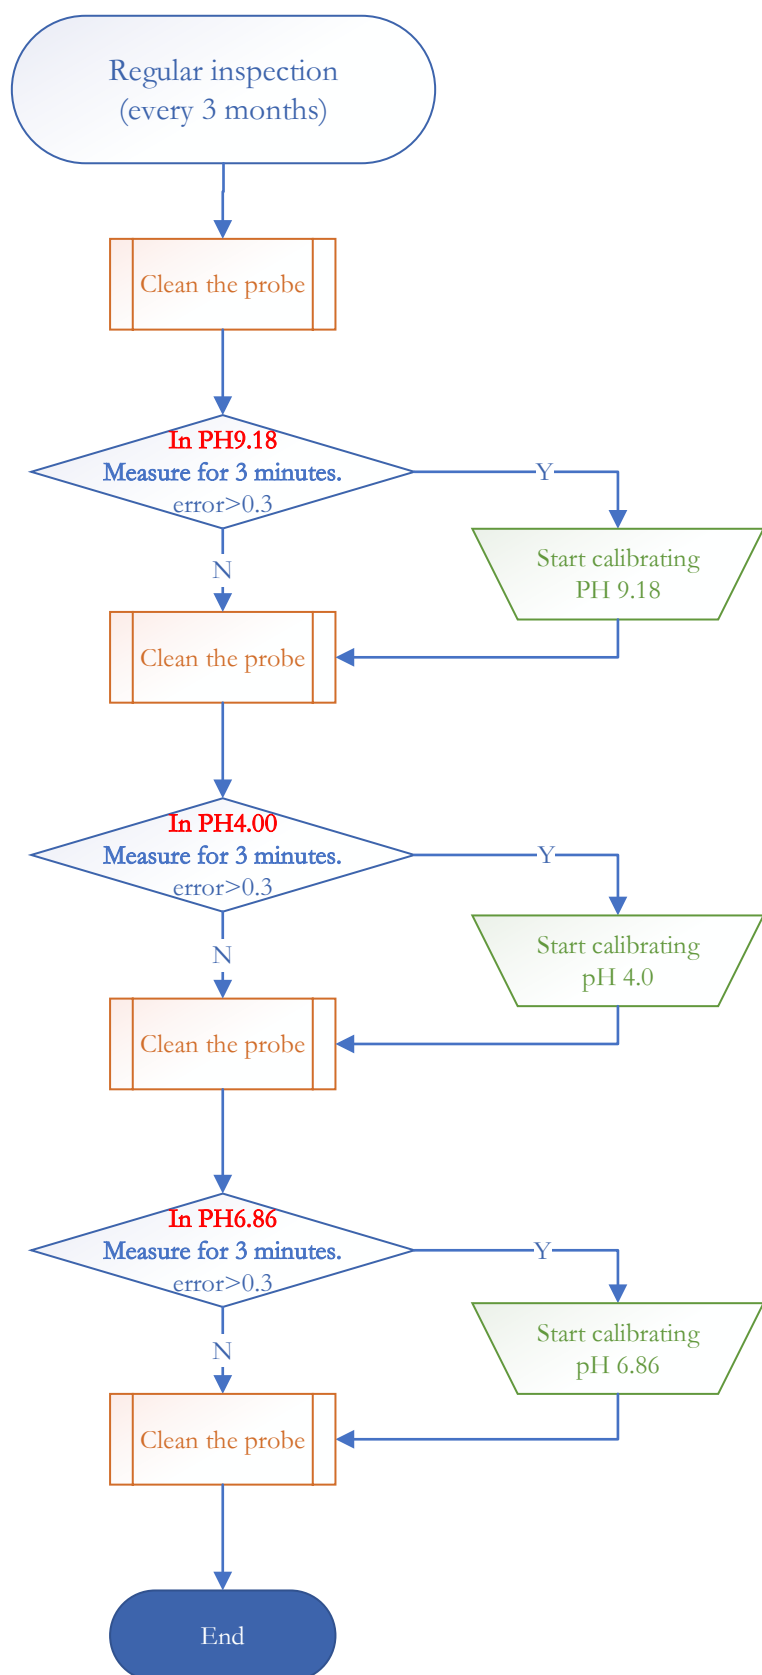 Regular inspection
(every 3 months)
Clean the probe
In PH9.18
Measure for 3 minutes.
error>0.3
Y
Start calibrating
PH 9.18
N
Clean the probe
In PH4.00
Measure for 3 minutes.
error>0.3
Y
Start calibrating
pH 4.0
N
Clean the probe
In PH6.86
Measure for 3 minutes.
error>0.3
Y
Start calibrating
pH 6.86
N
Clean the probe
End